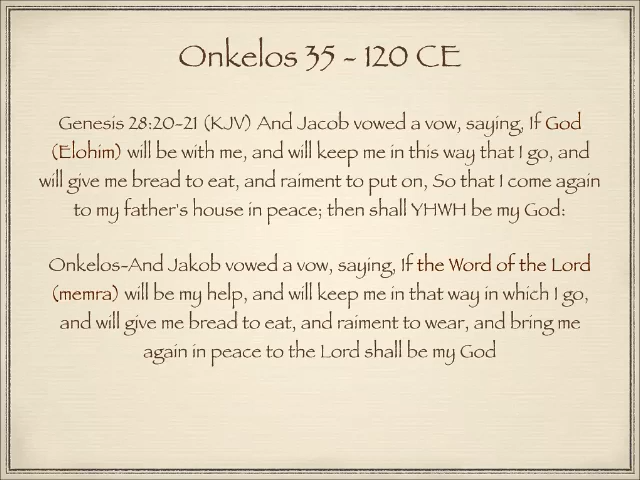 Onkelos 35 - 120 CE
Genesis 28:20-21 (KJV) And Jacob vowed a vow, saying, If God
(Elohim) will be with me, and will keep me in this way that I go, and
will give me bread to eat, and raiment to put on, So that I come again
to my father's house in peace; then shall YHWH be my God:
Onkelos-And Jakob vowed a vow, saying, If the Word of the Lord
(memra) will be my help, and will keep me in that way in which I go,
and will give me bread to eat, and raiment to wear, and bring me
again in peace to the Lord shall be my God